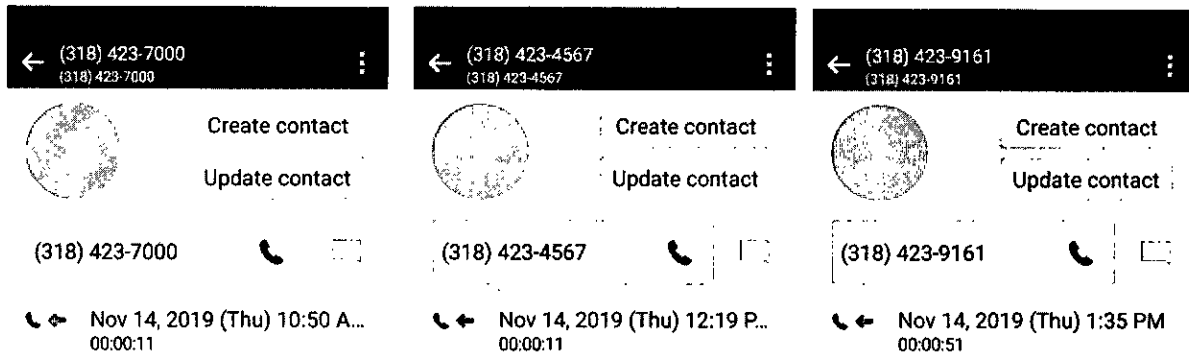 (318) 423-7000
(318) 423-7000
Create contact
Update contact
(318) 423-7000
Nov 14, 2019 (Thu) 10:50 A...
00:00:11
(318) 423-4567
(318) 423-4567
Create contact
Update contact
(318) 423-4567
Nov 14, 2019 (Thu) 12:19 P...
00:00:11
(318) 423-9161
(318) 423-9161
Create contact
Update contact
(318) 423-9161
Nov 14, 2019 (Thu) 1:35 PM
00:00:51